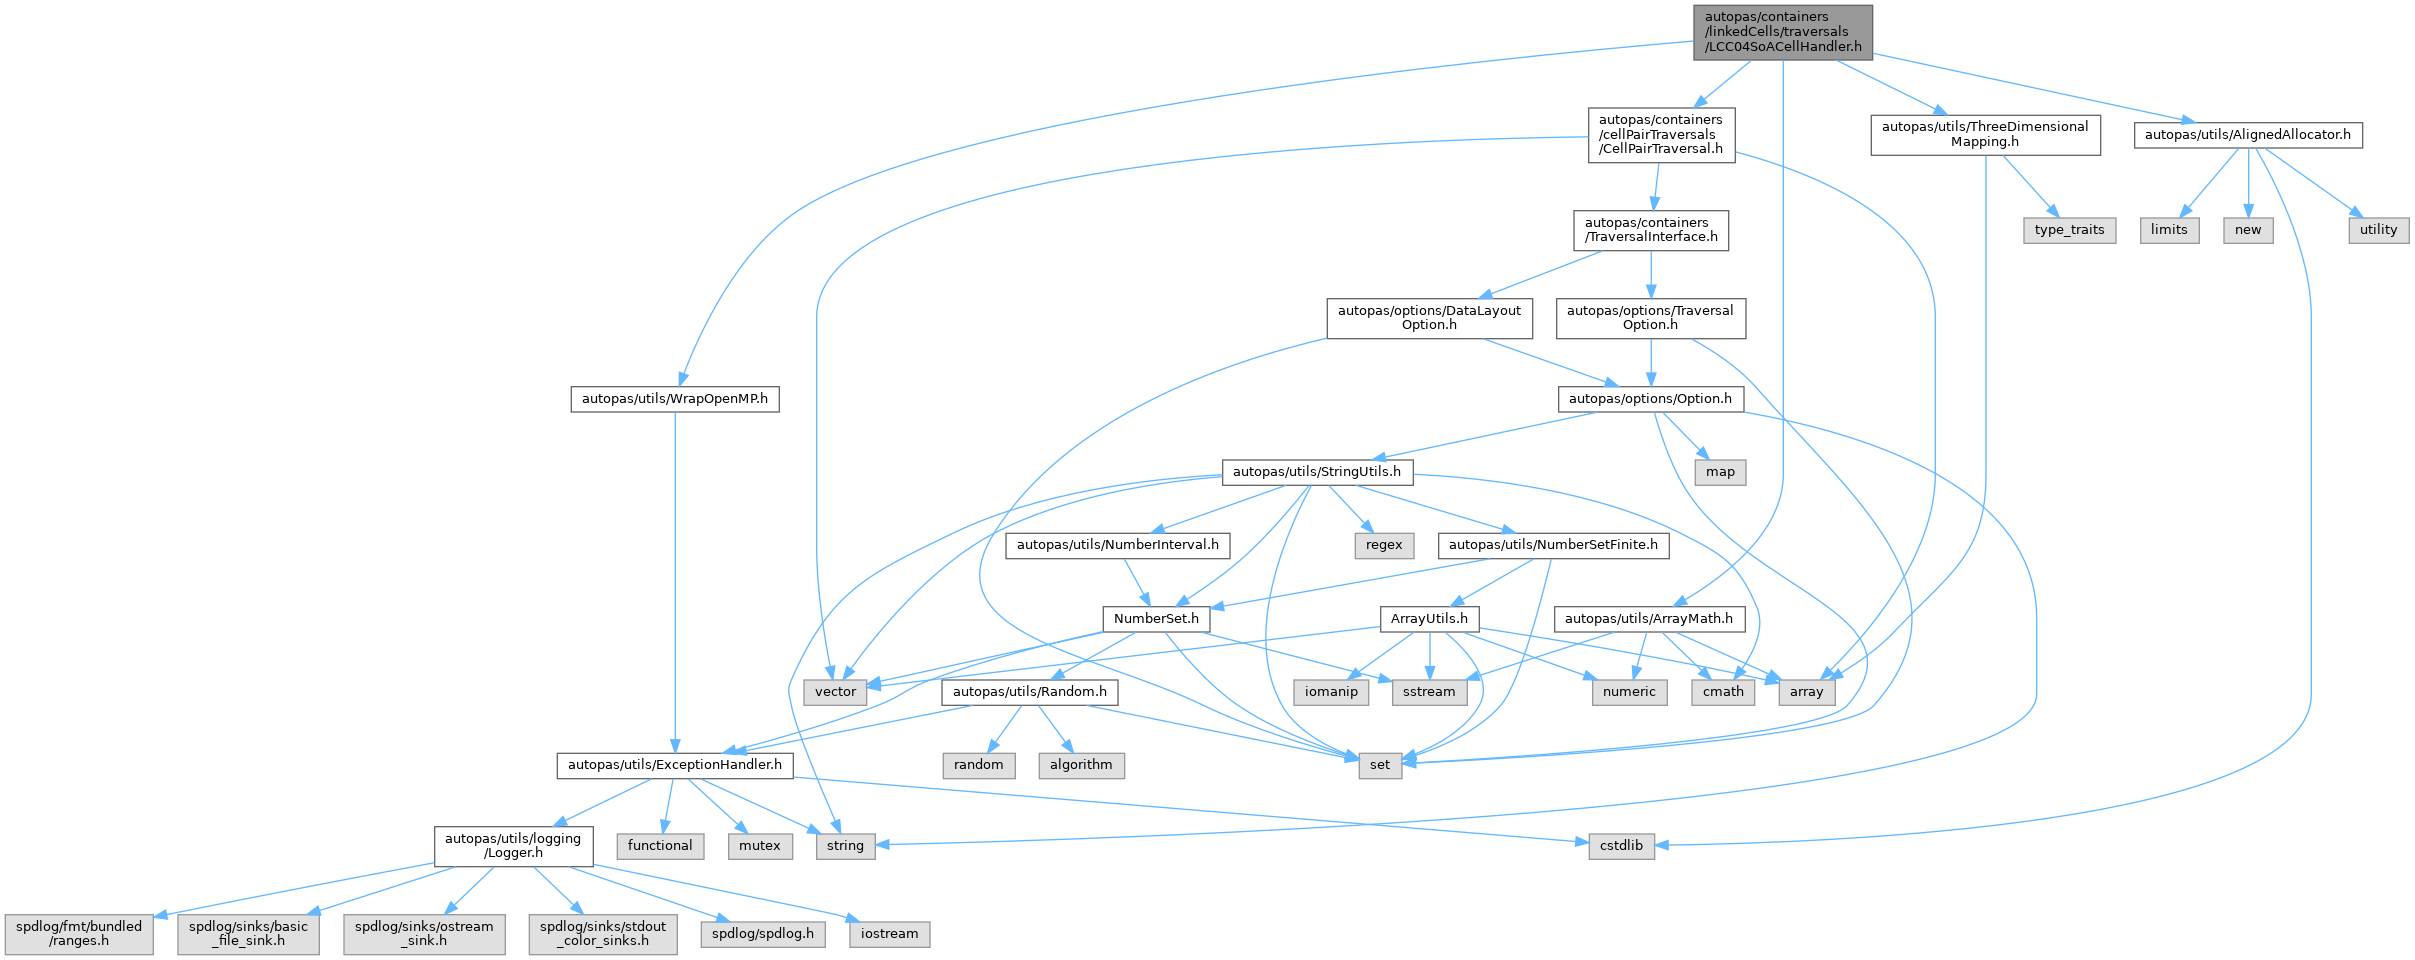 autopas/containers
/linkedCells/traversals
/LCC04SoACellHandler.h
autopas/containers
/cellPairTraversals
/CellPairTraversal.h
autopas/utils/ThreeDimensional
Mapping.h
autopas/utils/AlignedAllocator.h
autopas/containers
/TraversalInterface.h
type_traits
limits
new
utility
autopas/options/DataLayout
Option.h
autopas/options/Traversal
Option.h
autopas/utils/WrapOpenMP.h
autopas/options/Option.h
autopas/utils/StringUtils.h
map
autopas/utils/NumberInterval.h
regex
autopas/utils/NumberSetFinite.h
NumberSet.h
ArrayUtils.h
autopas/utils/ArrayMath.h
vector
autopas/utils/Random.h
iomanip
sstream
numeric
cmath
array
autopas/utils/ExceptionHandler.h
random
algorithm
set
autopas/utils/logging
/Logger.h
functional
mutex
string
cstdlib
spdlog/fmt/bundled
/ranges.h
spdlog/sinks/basic
_file_sink.h
spdlog/sinks/ostream
_sink.h
spdlog/sinks/stdout
_color_sinks.h
spdlog/spdlog.h
iostream